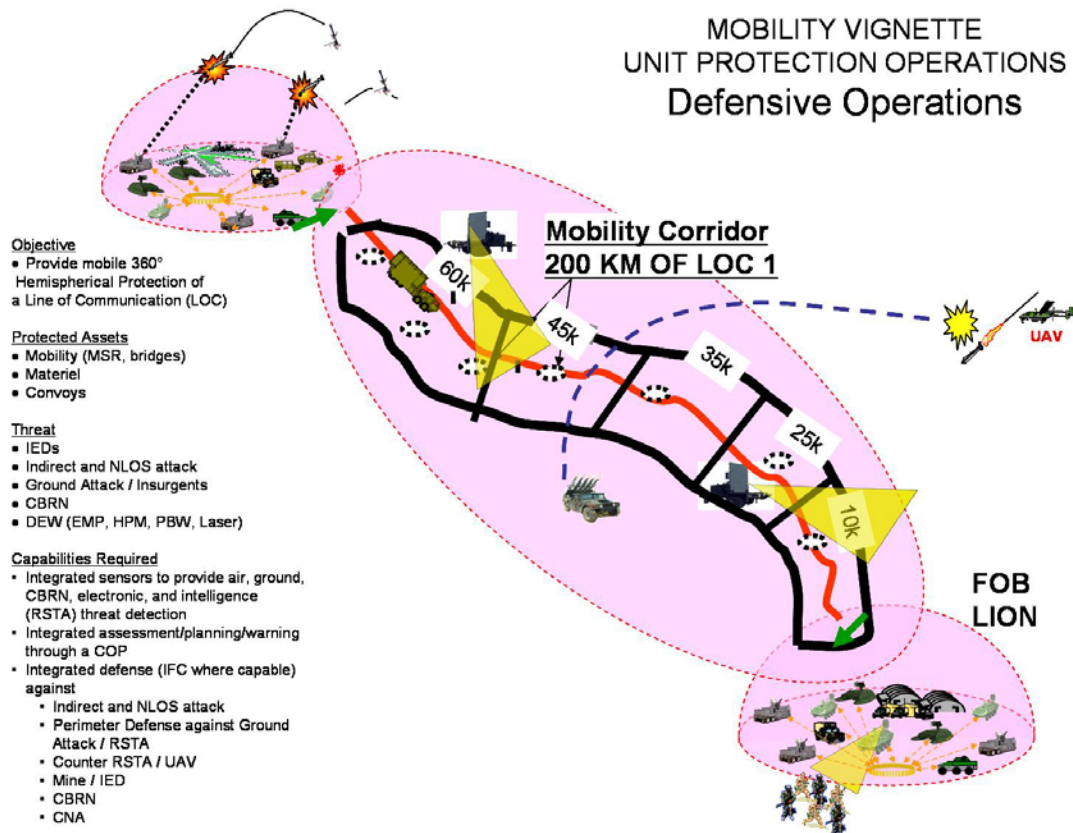 MOBILITY VIGNETTE
UNIT PROTECTION OPERATIONS
Defensive Operations
Objective
• Provide mobile 360°
Hemispherical Protection of
a Line of Communication (LOC)
Protected Assets
• Mobility (MSR, bridges)
• Materiel
• Convoys
Threat
• IEDs
• Indirect and NLOS attack
• Ground Attack / Insurgents
• CBRN
• DEW (EMP, HPM, PBW, Laser)
Capabilities Required
▪ Integrated sensors to provide air, ground,
CBRN, electronic, and intelligence
(RSTA) threat detection
▪ Integrated assessment/planning/warning
through a COP
▪ Integrated defense (IFC where capable)
against
▪ Indirect and NLOS attack
▪ Perimeter Defense against Ground
Attack / RSTA
▪ Counter RSTA / UAV
▪ Mine / IED
▪ CBRN
▪ CNA
Mobility Corridor
200 KM OF LOC 1
60k
45k
35k
25k
10k
UAV
FOB
LION